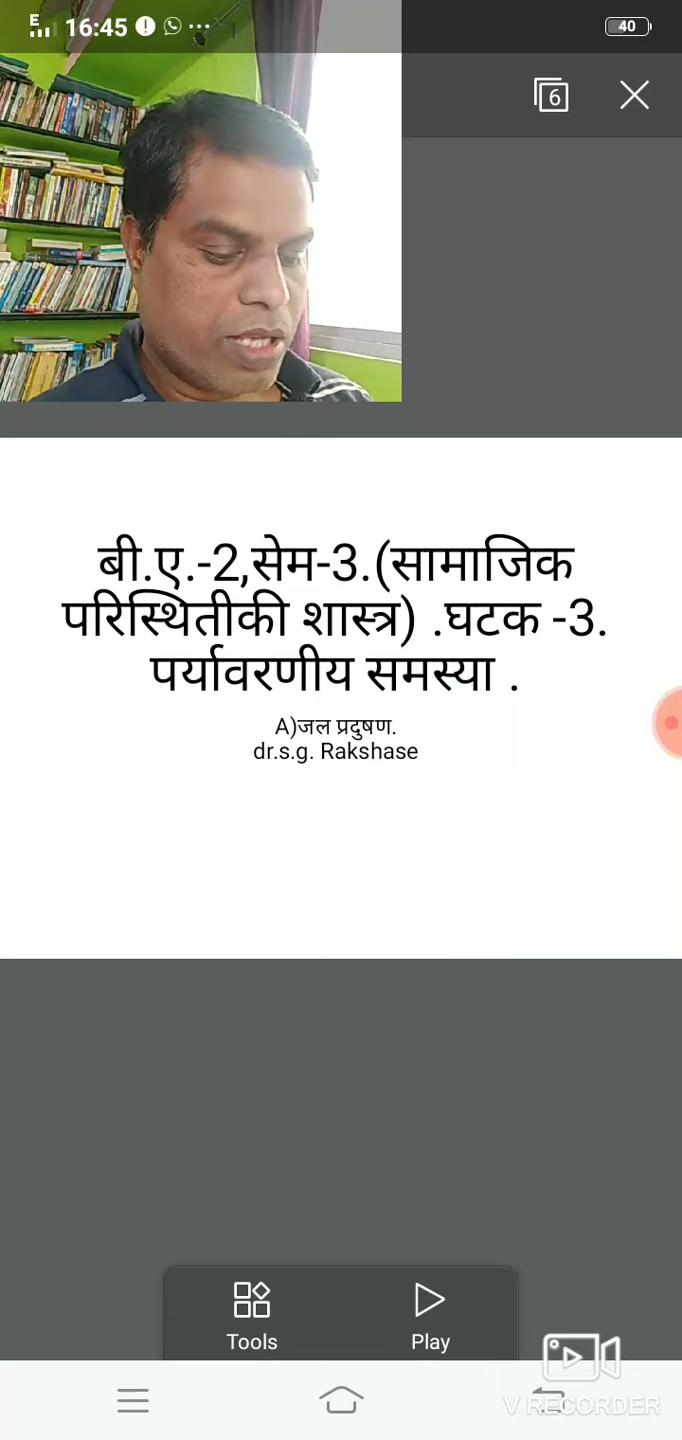 E
16:45
40
6
बी.ए.-2,सेम-3.(सामाजिक
परिस्थितीकी शास्त्र) .घटक -3.
पर्यावरणीय समस्या .
A)जल प्रदुषण.
dr.s.g. Rakshase
Tools
Play
V RECORDER